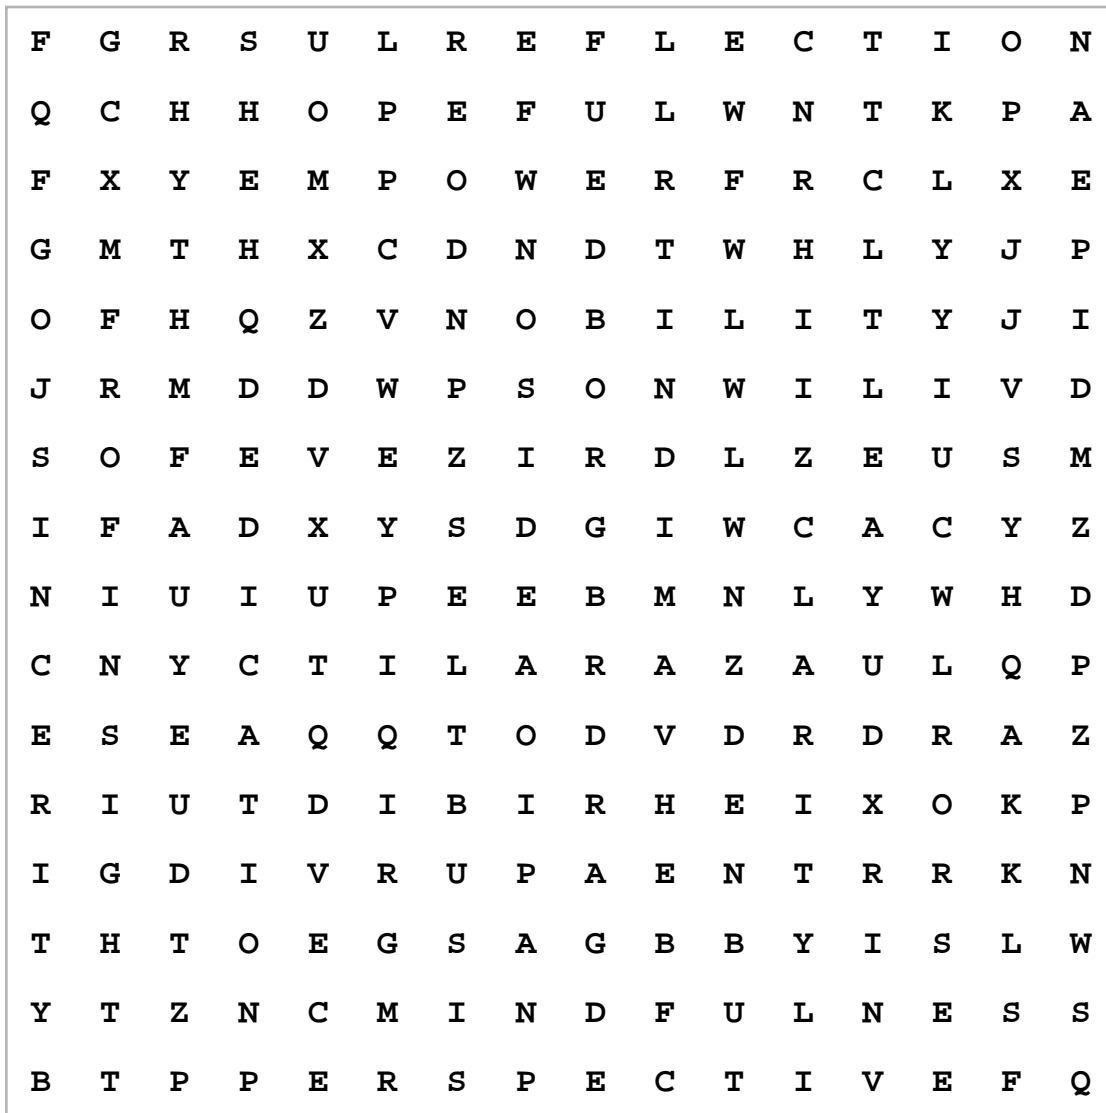 F G R S U L R E F L E C T I O N
Q C H H O P E F U L W N T K P A
F X Y E M P O W E R F R C L X E
G M T H X C D N D T W H L Y J P
O F H Q Z V N O B I L I T Y J I
J R M D D W P S O N W I L I V D
S O F E V E Z I R D L Z E U S M
I F A D X Y S D G I W C A C Y Z
N I U I U P E E B M N L Y W H D
C N Y C T I L A R A Z A U L Q P
E S E A Q Q T O D V D R D R A Z
R I U T D I B I R H E I X O K P
I G D I V R U P A E N T R R K N
T H T O E G S A G B B Y I S L W
Y T Z N C M I N D F U L N E S S
B T P P E R S P E C T I V E F Q